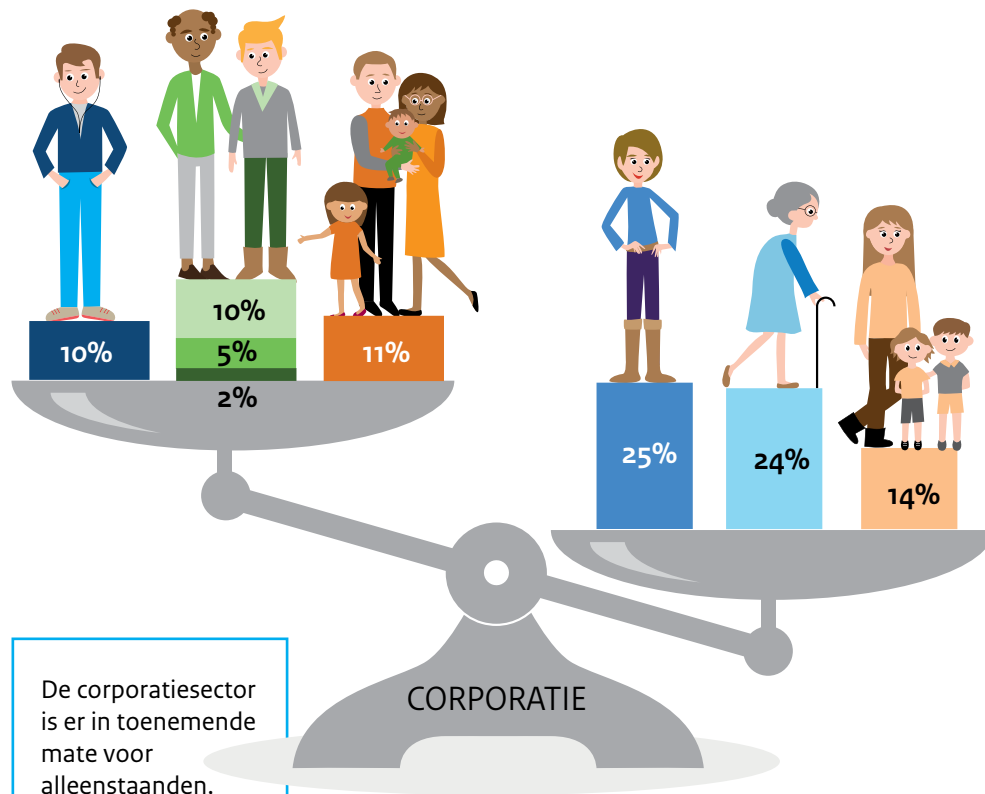 10%
10%
5%
2%
11%
25%
24%
14%
CORPORATIE
De corporatiesector
is er in toenemende
mate voor
alleenstaanden.